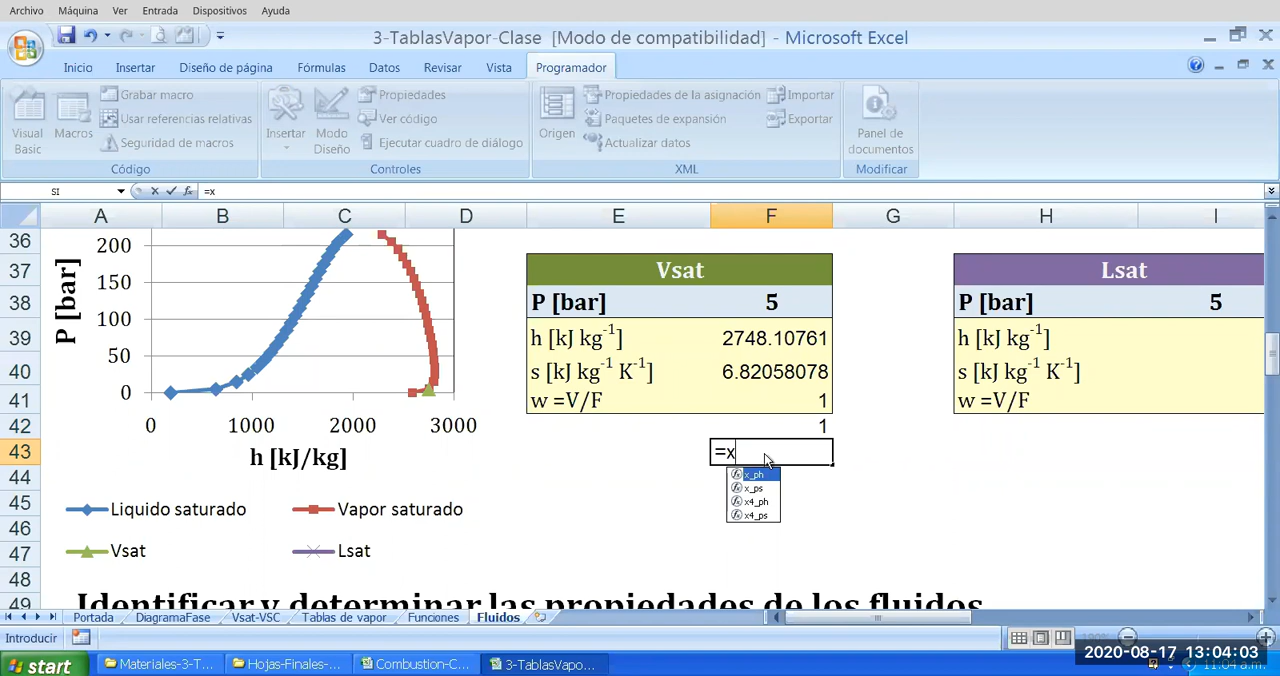 Archivo Máquina Ver Entrada Dispositivos Ayuda
3-TablasVapor-Clase [Modo de compatibilidad] - Microsoft Excel
Inicio Insertar Diseño de página Fórmulas Datos Revisar Vista Programador
Visual Basic
Macros
Grabar macro
Usar referencias relativas
Seguridad de macros
Código
Insertar
Modo Diseño
Propiedades
Ver código
Ejecutar cuadro de diálogo
Controles
Origen
Propiedades de la asignación
Paquetes de expansión
Actualizar datos
Importar
Exportar
XML
Panel de documentos
Modificar
SI =x
A B C D E F G H I
36 200
37 150 Vsat Lsat
38 100 P [bar] 5 P [bar] 5
39 50 h [kJ kg-1] 2748.10761 h [kJ kg-1]
40 0 s [kJ kg-1 K-1] 6.82058078 s [kJ kg-1 K-1]
41 w =V/F 1 w =V/F
42 0 1000 2000 3000 1
43 =x
P [bar]
h [kJ/kg]
x_ph
x_ps
x4_ph
x4_ps
44
45 Liquido saturado Vapor saturado
46
47 Vsat Lsat
48
49 Identificar y determinar las propiedades de los fluidos
Portada DiagramaFase Vsat-VSC Tablas de vapor Funciones Fluidos
Introducir
2020-08-17 13:04:03
start Materiales-3-T... Hojas-Finales-... Combustion-C... 3-TablasVapo... 11:04 a.m.